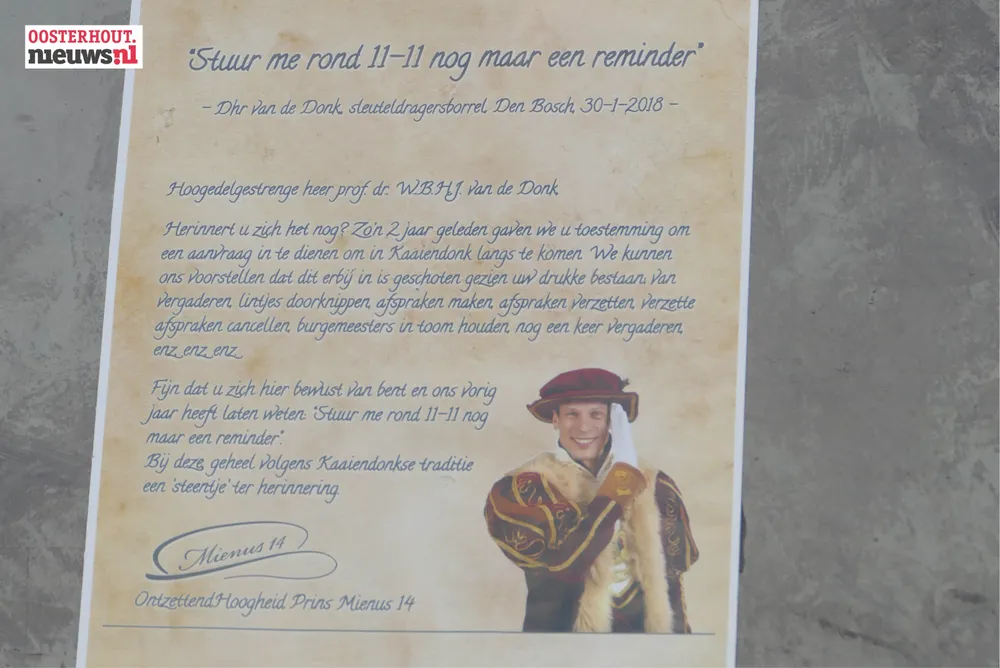 OOSTERHOUT.
nieuws.nl
"Stuur me rond 11-11 nog maar een reminder"
- Dhr van de Donk, sleuteldragersborrel, Den Bosch, 30-1-2018 -
Hoogedelgestrenge heer prof. dr. W.B.H.J. van de Donk,
Herinnert u zich het nog? Zo'n 2 jaar geleden gaven we u toestemming om
een aanvraag in te dienen om in Kaaiendonk langs te komen. We kunnen
ons voorstellen dat dit erbij in is geschoten gezien uw drukke bestaan; van
vergaderen, lintjes doorknippen, afspraken maken, afspraken verzetten, verzette
afspraken cancellen, burgemeesters in toom houden, nog een keer vergaderen,
enz. enz. enz.
Fijn dat u zich hier bewust van bent en ons vorig
jaar heeft laten weten: "Stuur me rond 11-11 nog
maar een reminder".
Bij deze, geheel volgens Kaaiendonkse traditie
een 'steentje' ter herinnering.
Mienus 14
OntzettendHoogheid Prins Mienus 14